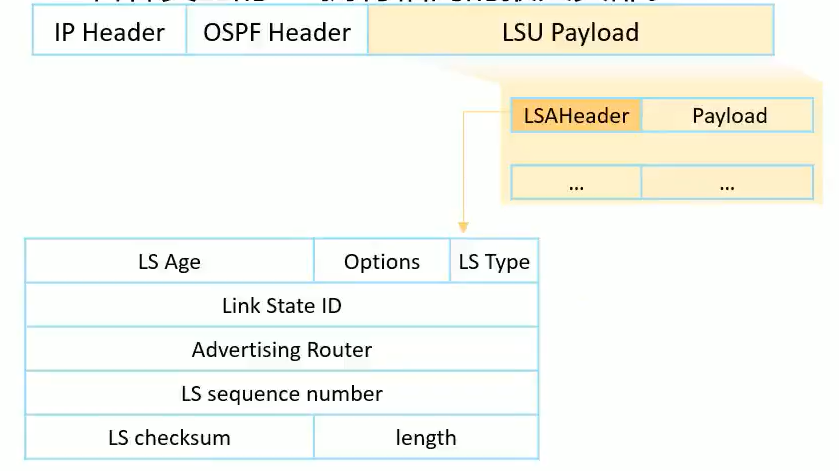 IP Header OSPF Header LSU Payload
LSAHeader Payload
... ...
LS Age Options LS Type
Link State ID
Advertising Router
LS sequence number
LS checksum length